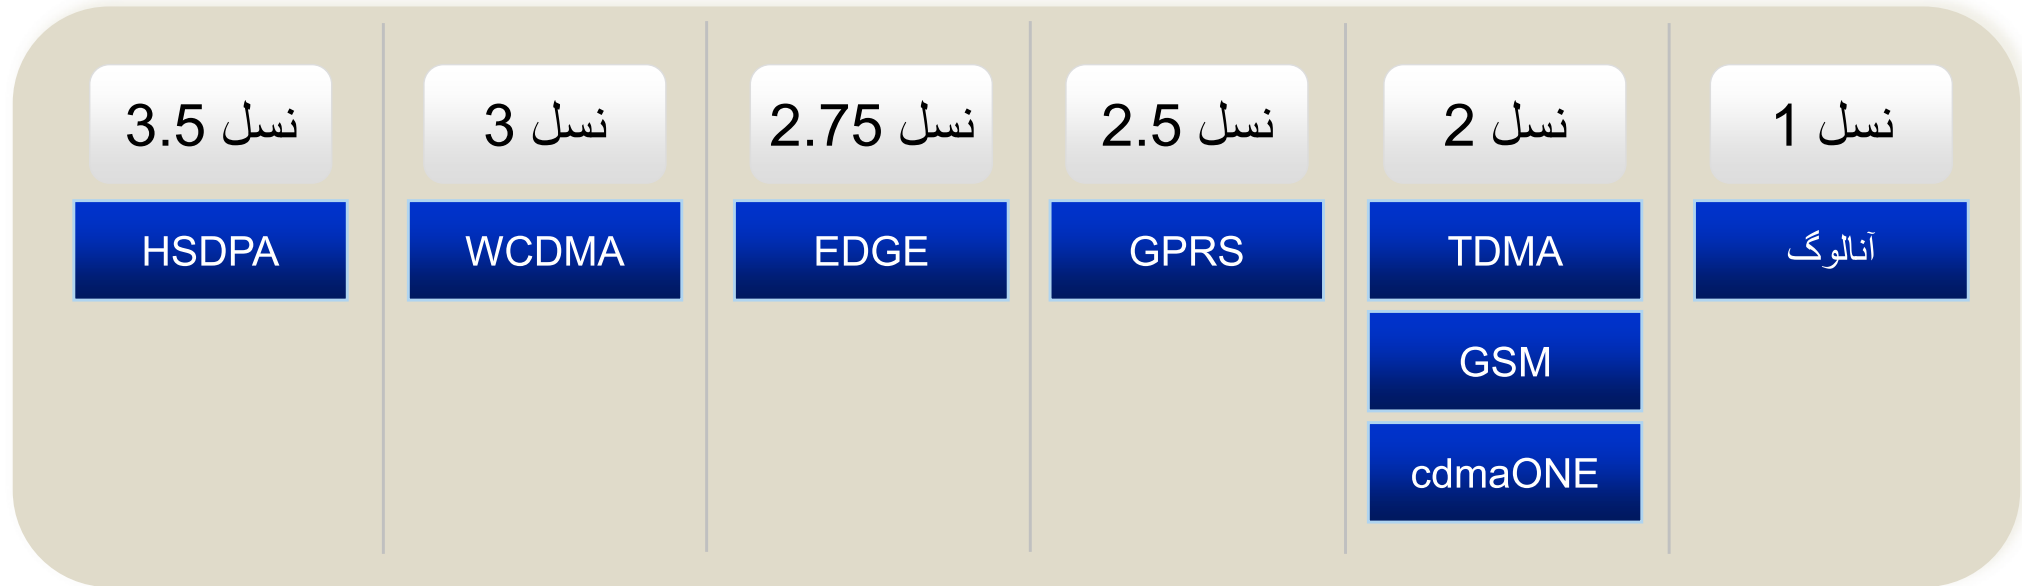 نسل 1
نسل 2
نسل 2.5
نسل 2.75
نسل 3
نسل 3.5
آنالوگ
TDMA
GPRS
EDGE
WCDMA
HSDPA
GSM
cdmaONE